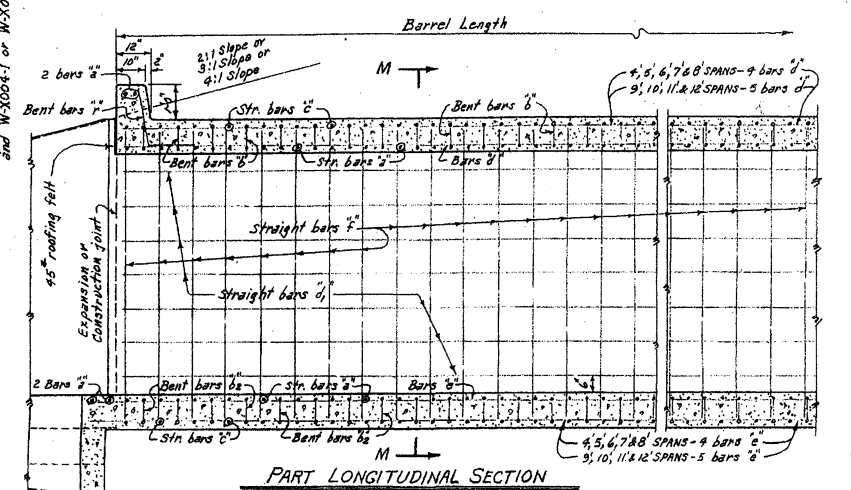 and W-X004-1 or W-X0
Barrel Length
12"
10"
2"
2:1 Slope or
3:1 Slope or
4:1 Slope
2 bars "a"
Bent bars "r"
M
Str. bars "c"
Bent bars "b"
4', 5', 6', 7' & 8' SPANS - 4 bars "d"
9', 10', 11' & 12' SPANS - 5 bars "d"
Bent bars "b"
Str. bars "a"
Bars "d"
45# roofing felt
Expansion or
Construction joint
Straight bars "f"
Straight bars "d1"
2 Bars "a"
Bent bars "b2"
Str. bars "a"
Bars "e"
6"
Str. bars "c"
Bent bars "b2"
4', 5', 6', 7' & 8' SPANS - 4 bars "e"
9', 10', 11' & 12' SPANS - 5 bars "e"
M
PART LONGITUDINAL SECTION